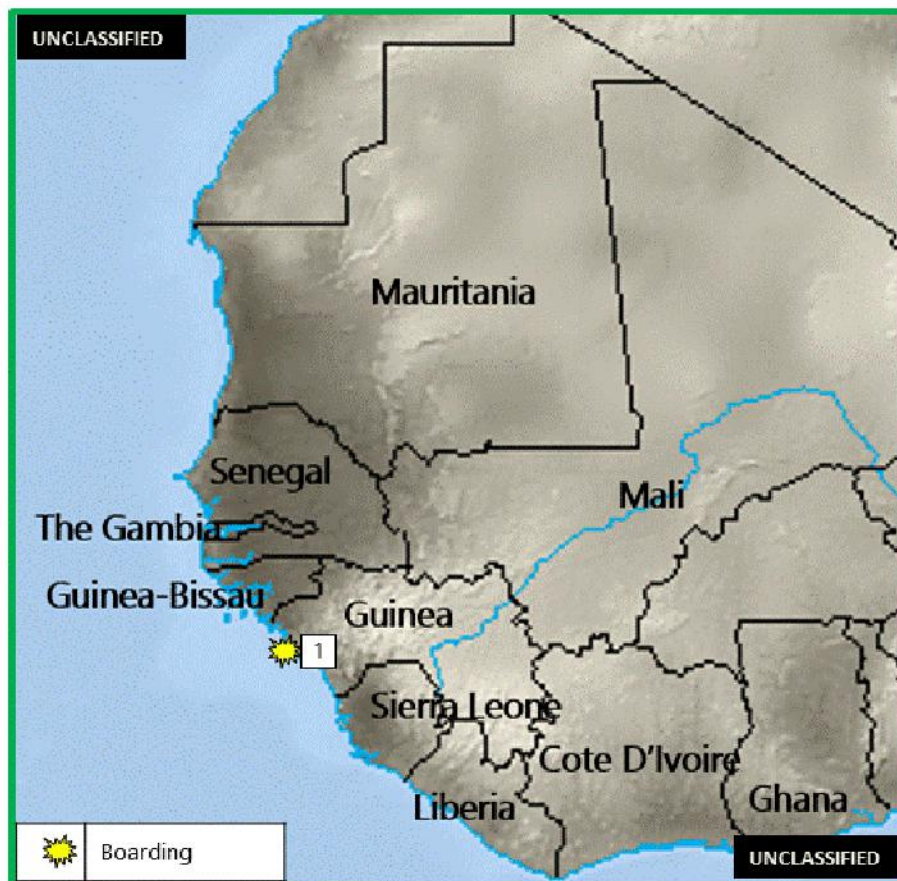 UNCLASSIFIED
Mauritania
Senegal
Mali
The Gambia
Guinea-Bissau
Guinea
1
Sierra Leone
Cote D'Ivoire
Liberia
Ghana
Boarding
UNCLASSIFIED